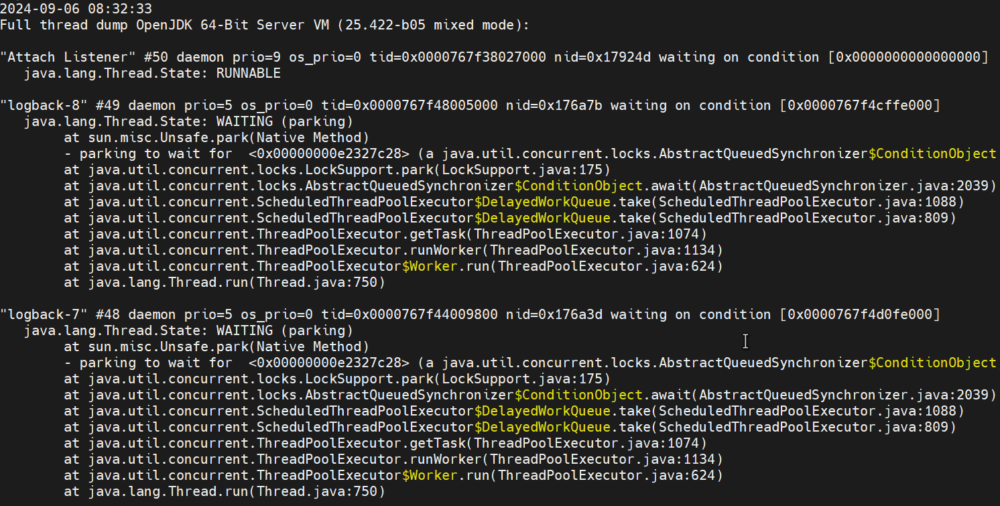 2024-09-06 08:32:33
Full thread dump OpenJDK 64-Bit Server VM (25.422-b05 mixed mode):

"Attach Listener" #50 daemon prio=9 os_prio=0 tid=0x0000767f38027000 nid=0x17924d waiting on condition [0x0000000000000000]
   java.lang.Thread.State: RUNNABLE

"logback-8" #49 daemon prio=5 os_prio=0 tid=0x0000767f48005000 nid=0x176a7b waiting on condition [0x0000767f4cffe000]
   java.lang.Thread.State: WAITING (parking)
        at sun.misc.Unsafe.park(Native Method)
        - parking to wait for  <0x00000000e2327c28> (a java.util.concurrent.locks.AbstractQueuedSynchronizer$ConditionObject
        at java.util.concurrent.locks.LockSupport.park(LockSupport.java:175)
        at java.util.concurrent.locks.AbstractQueuedSynchronizer$ConditionObject.await(AbstractQueuedSynchronizer.java:2039)
        at java.util.concurrent.ScheduledThreadPoolExecutor$DelayedWorkQueue.take(ScheduledThreadPoolExecutor.java:1088)
        at java.util.concurrent.ScheduledThreadPoolExecutor$DelayedWorkQueue.take(ScheduledThreadPoolExecutor.java:809)
        at java.util.concurrent.ThreadPoolExecutor.getTask(ThreadPoolExecutor.java:1074)
        at java.util.concurrent.ThreadPoolExecutor.runWorker(ThreadPoolExecutor.java:1134)
        at java.util.concurrent.ThreadPoolExecutor$Worker.run(ThreadPoolExecutor.java:624)
        at java.lang.Thread.run(Thread.java:750)

"logback-7" #48 daemon prio=5 os_prio=0 tid=0x0000767f44009800 nid=0x176a3d waiting on condition [0x0000767f4d0fe000]
   java.lang.Thread.State: WAITING (parking)
        at sun.misc.Unsafe.park(Native Method)
        - parking to wait for  <0x00000000e2327c28> (a java.util.concurrent.locks.AbstractQueuedSynchronizer$ConditionObject
        at java.util.concurrent.locks.LockSupport.park(LockSupport.java:175)
        at java.util.concurrent.locks.AbstractQueuedSynchronizer$ConditionObject.await(AbstractQueuedSynchronizer.java:2039)
        at java.util.concurrent.ScheduledThreadPoolExecutor$DelayedWorkQueue.take(ScheduledThreadPoolExecutor.java:1088)
        at java.util.concurrent.ScheduledThreadPoolExecutor$DelayedWorkQueue.take(ScheduledThreadPoolExecutor.java:809)
        at java.util.concurrent.ThreadPoolExecutor.getTask(ThreadPoolExecutor.java:1074)
        at java.util.concurrent.ThreadPoolExecutor.runWorker(ThreadPoolExecutor.java:1134)
        at java.util.concurrent.ThreadPoolExecutor$Worker.run(ThreadPoolExecutor.java:624)
        at java.lang.Thread.run(Thread.java:750)